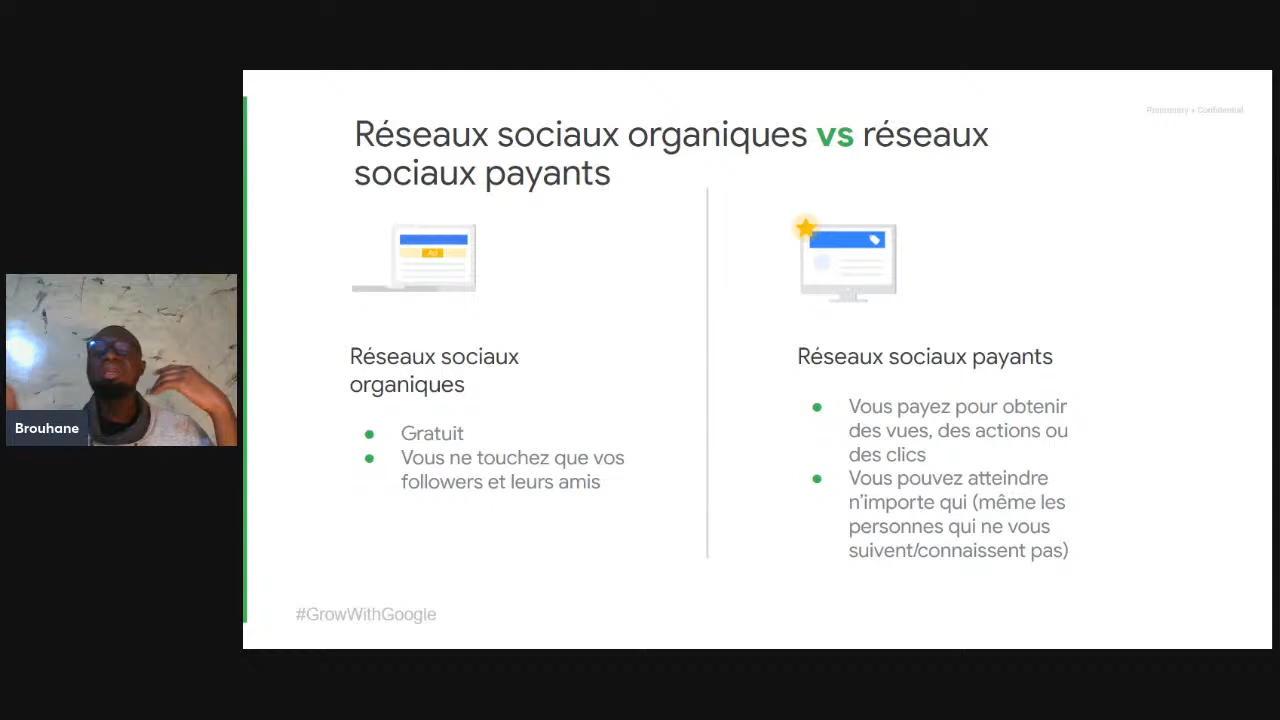 Proprietary + Confidential
Réseaux sociaux organiques vs réseaux
sociaux payants
Ad
Réseaux sociaux
organiques
Gratuit
Vous ne touchez que vos
followers et leurs amis
Réseaux sociaux payants
Vous payez pour obtenir
des vues, des actions ou
des clics
Vous pouvez atteindre
n’importe qui (même les
personnes qui ne vous
suivent/connaissent pas)
#GrowWithGoogle
Brouhane